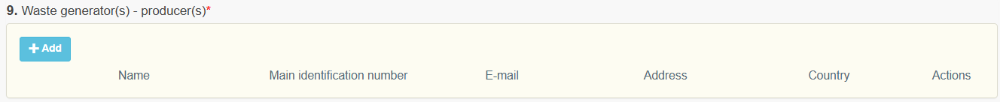 9. Waste generator(s) - producer(s)*
Add
Name Main identification number E-mail Address Country Actions